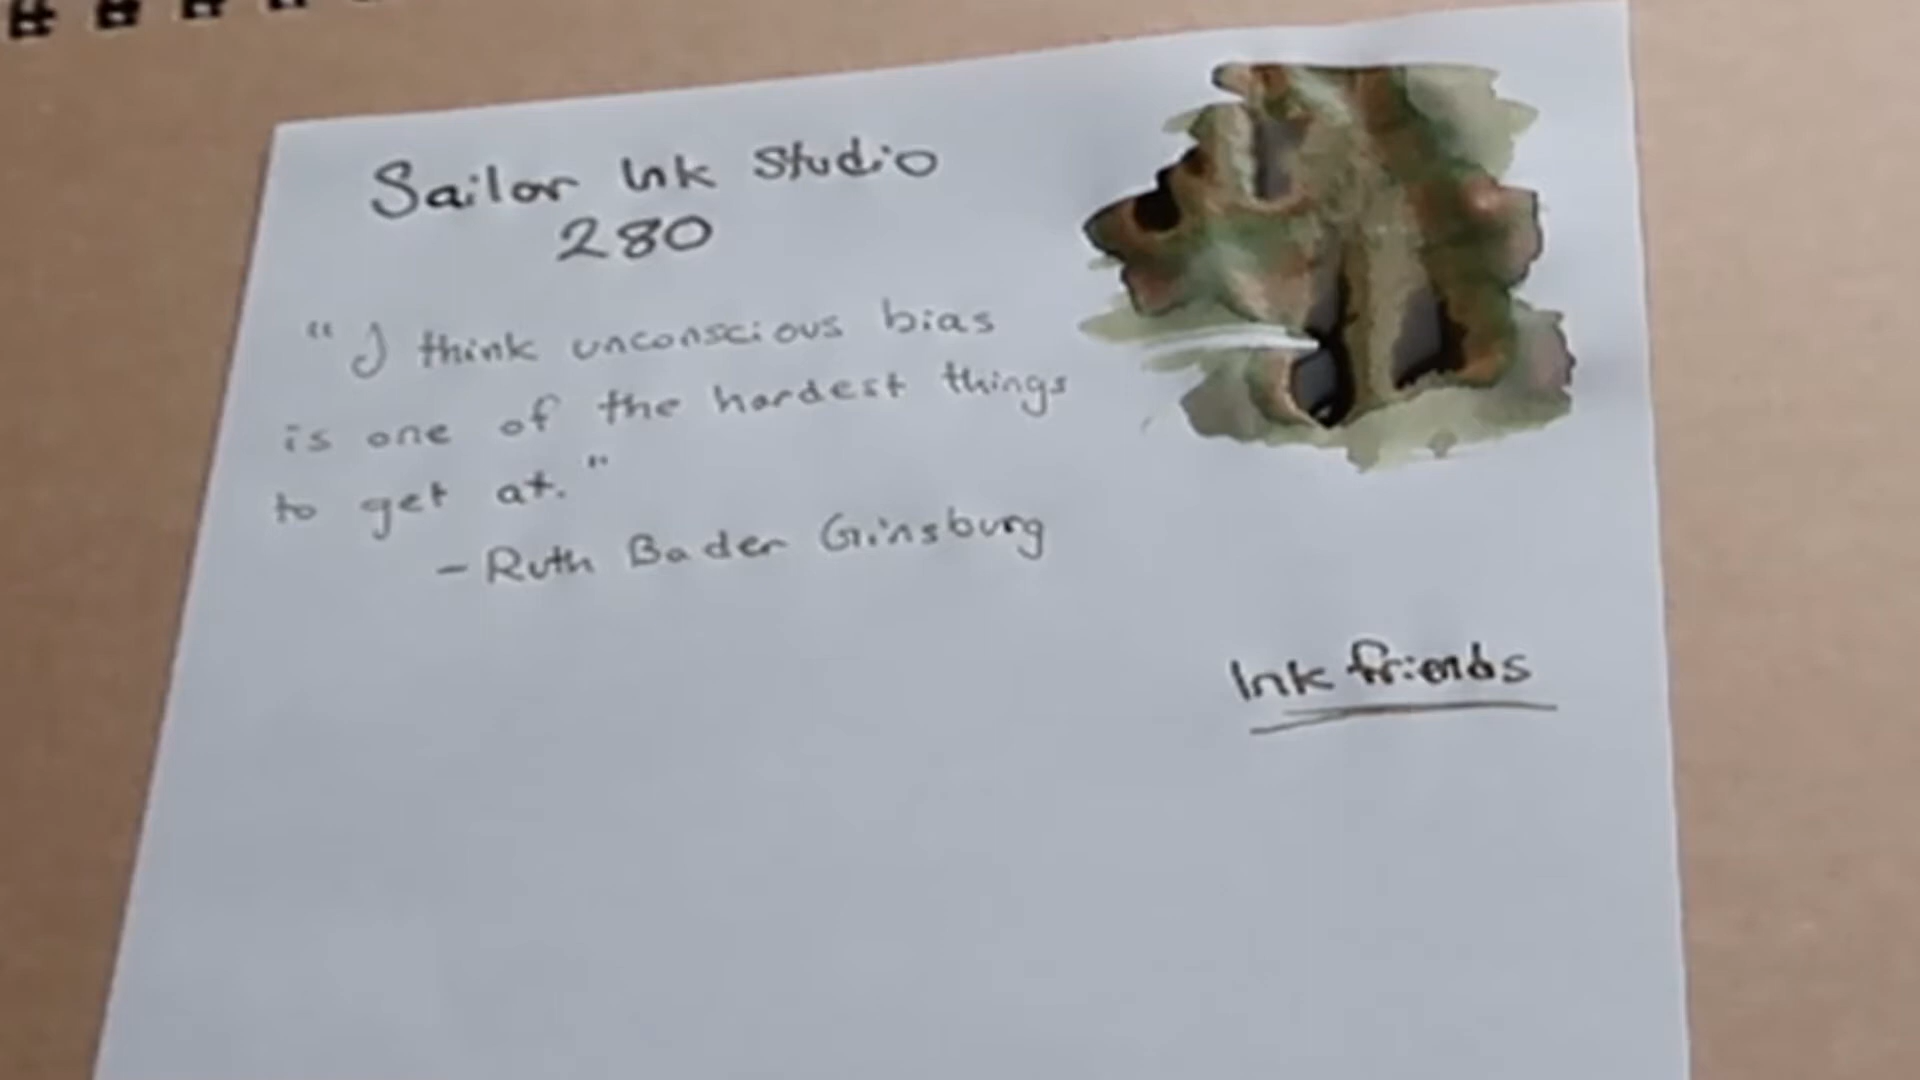 Sailor Ink Studio
280
"I think unconscious bias
is one of the hardest things
to get at."
- Ruth Bader Ginsburg
Ink friends